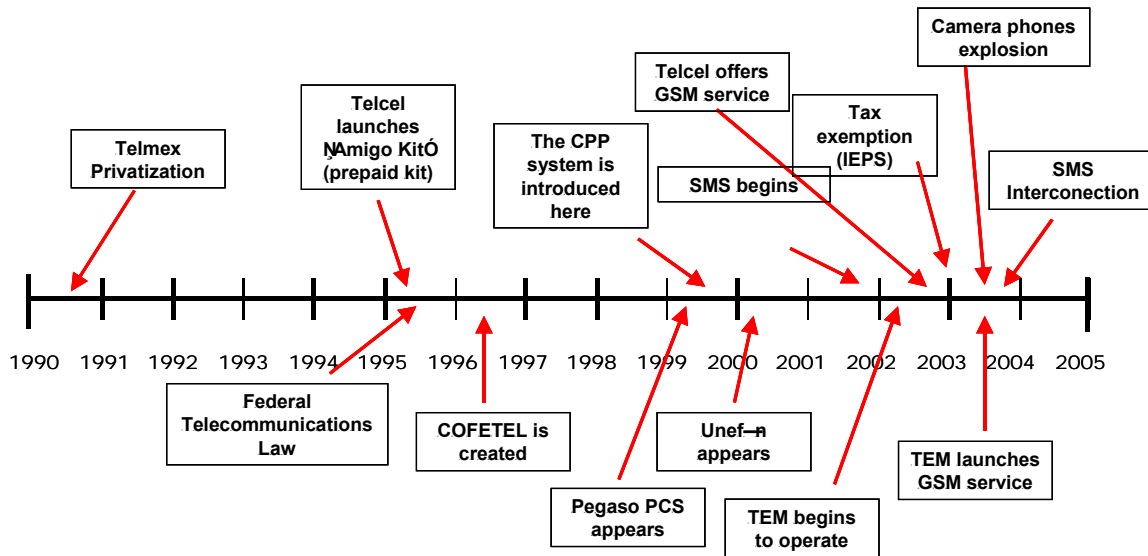 Camera phones
explosion
Telcel offers
GSM service
Telcel
launches
Amigo Kit
(prepaid kit)
Tax
exemption
(IEPS)
Telmex
Privatization
The CPP
system is
introduced
here
SMS begins
SMS
Interconection
1990 1991 1992 1993 1994 1995 1996 1997 1998 1999 2000 2001 2002 2003 2004 2005
Federal
Telecommunications
Law
COFETEL is
created
Unef—n
appears
TEM launches
GSM service
Pegaso PCS
appears
TEM begins
to operate